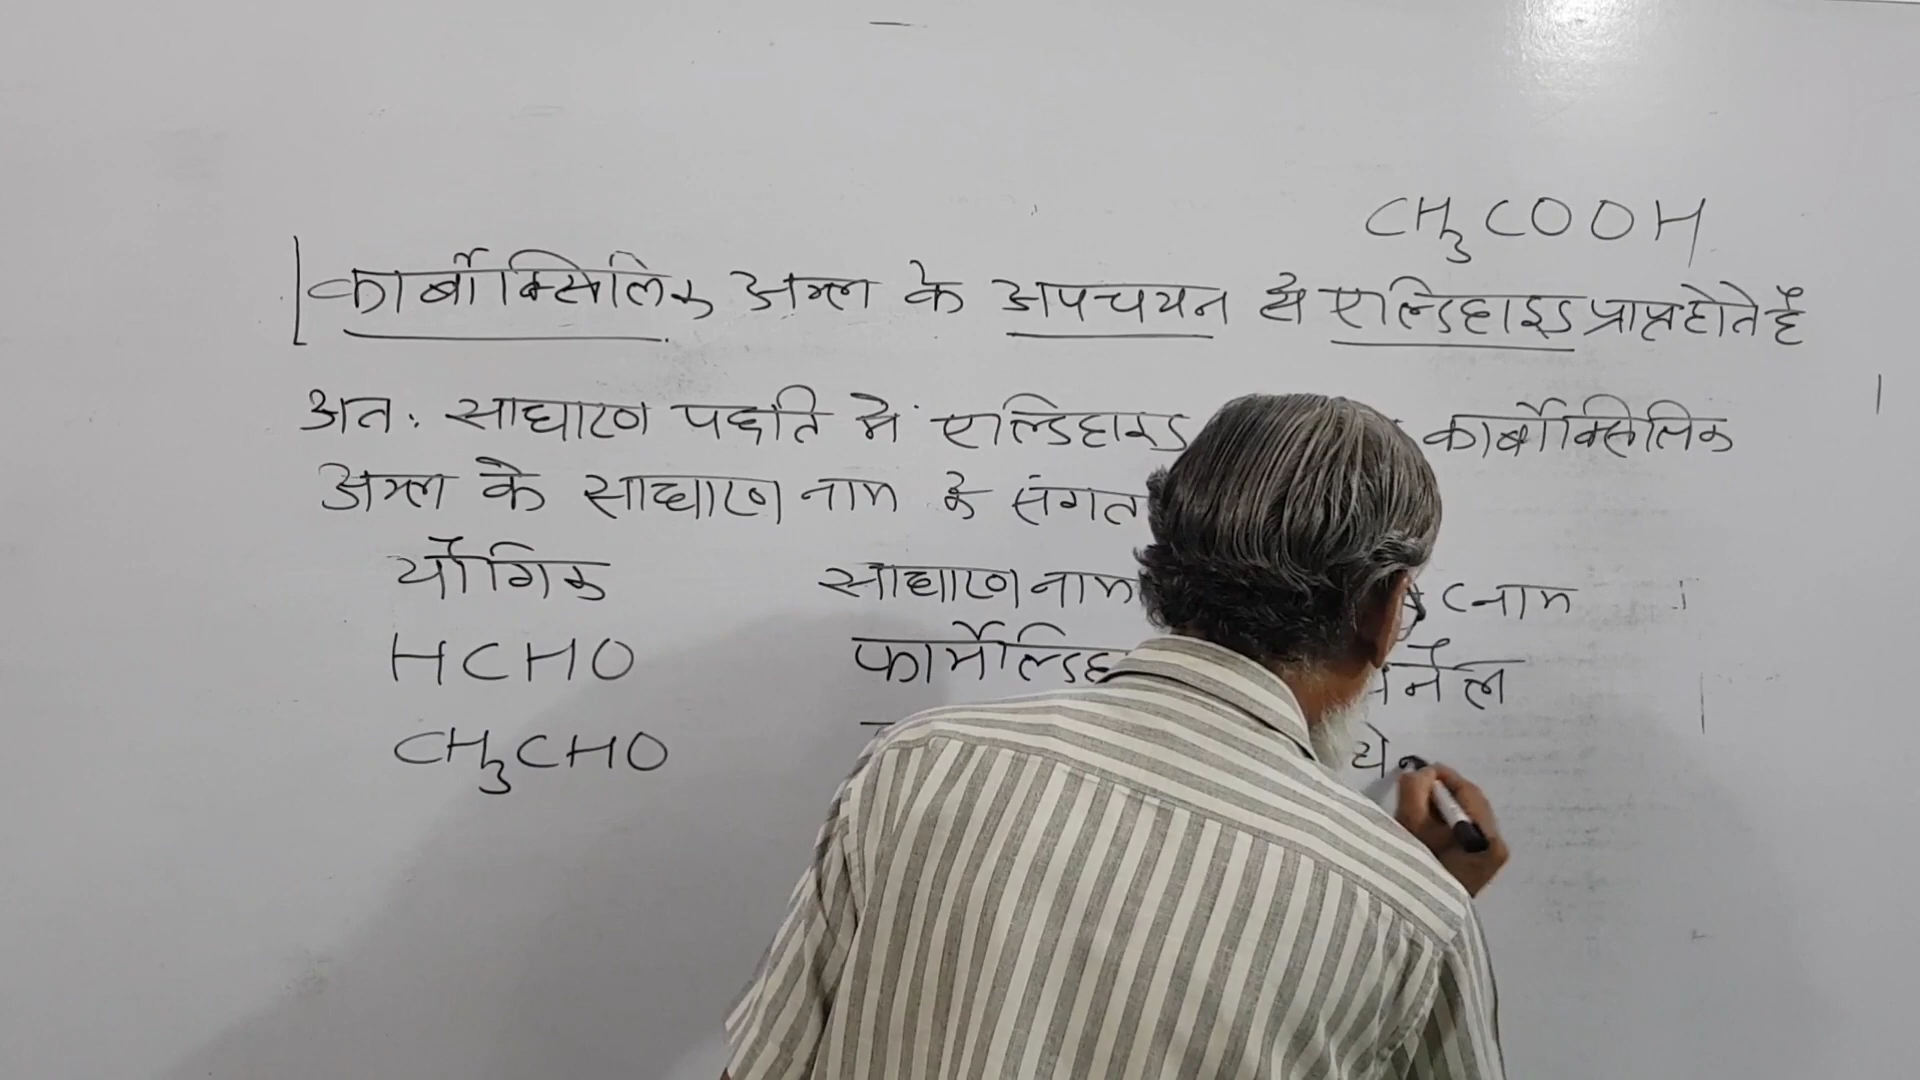 CH3COOH
कार्बोक्सिलिक अम्ल के अपचयन से एल्डिहाइड प्राप्त होते है
अत: साधारण पद्धति में एल्डिहाइड कार्बोक्सिलिक
अम्ल के साधारण नाम के संगत
यौगिक साधारण नाम C नाम
HCHO फार्मेल्डिह र्नेल
CH3CHO थे